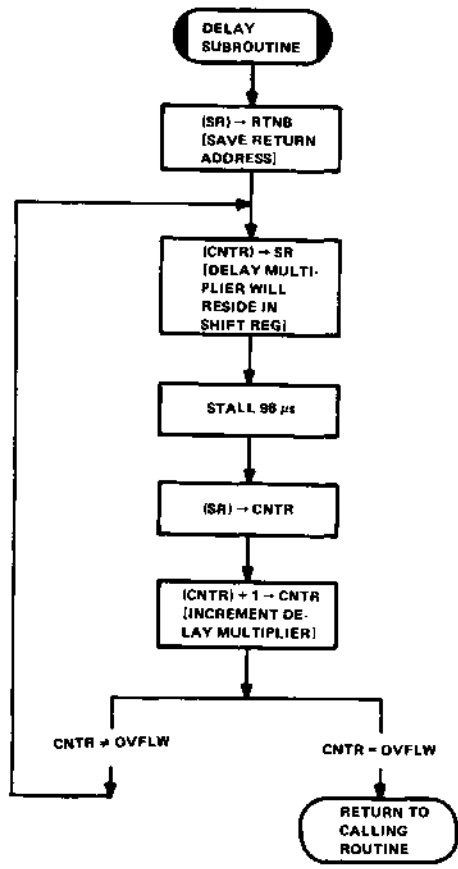 DELAY
SUBROUTINE
(SR) → RTNB
[SAVE RETURN
ADDRESS]
(CNTR) → SR
[DELAY MULTI-
PLIER WILL
RESIDE IN
SHIFT REG]
STALL 98 μs
(SR) → CNTR
(CNTR) + 1 → CNTR
[INCREMENT DE-
LAY MULTIPLIER]
CNTR ≠ OVFLW
CNTR = OVFLW
RETURN TO
CALLING
ROUTINE